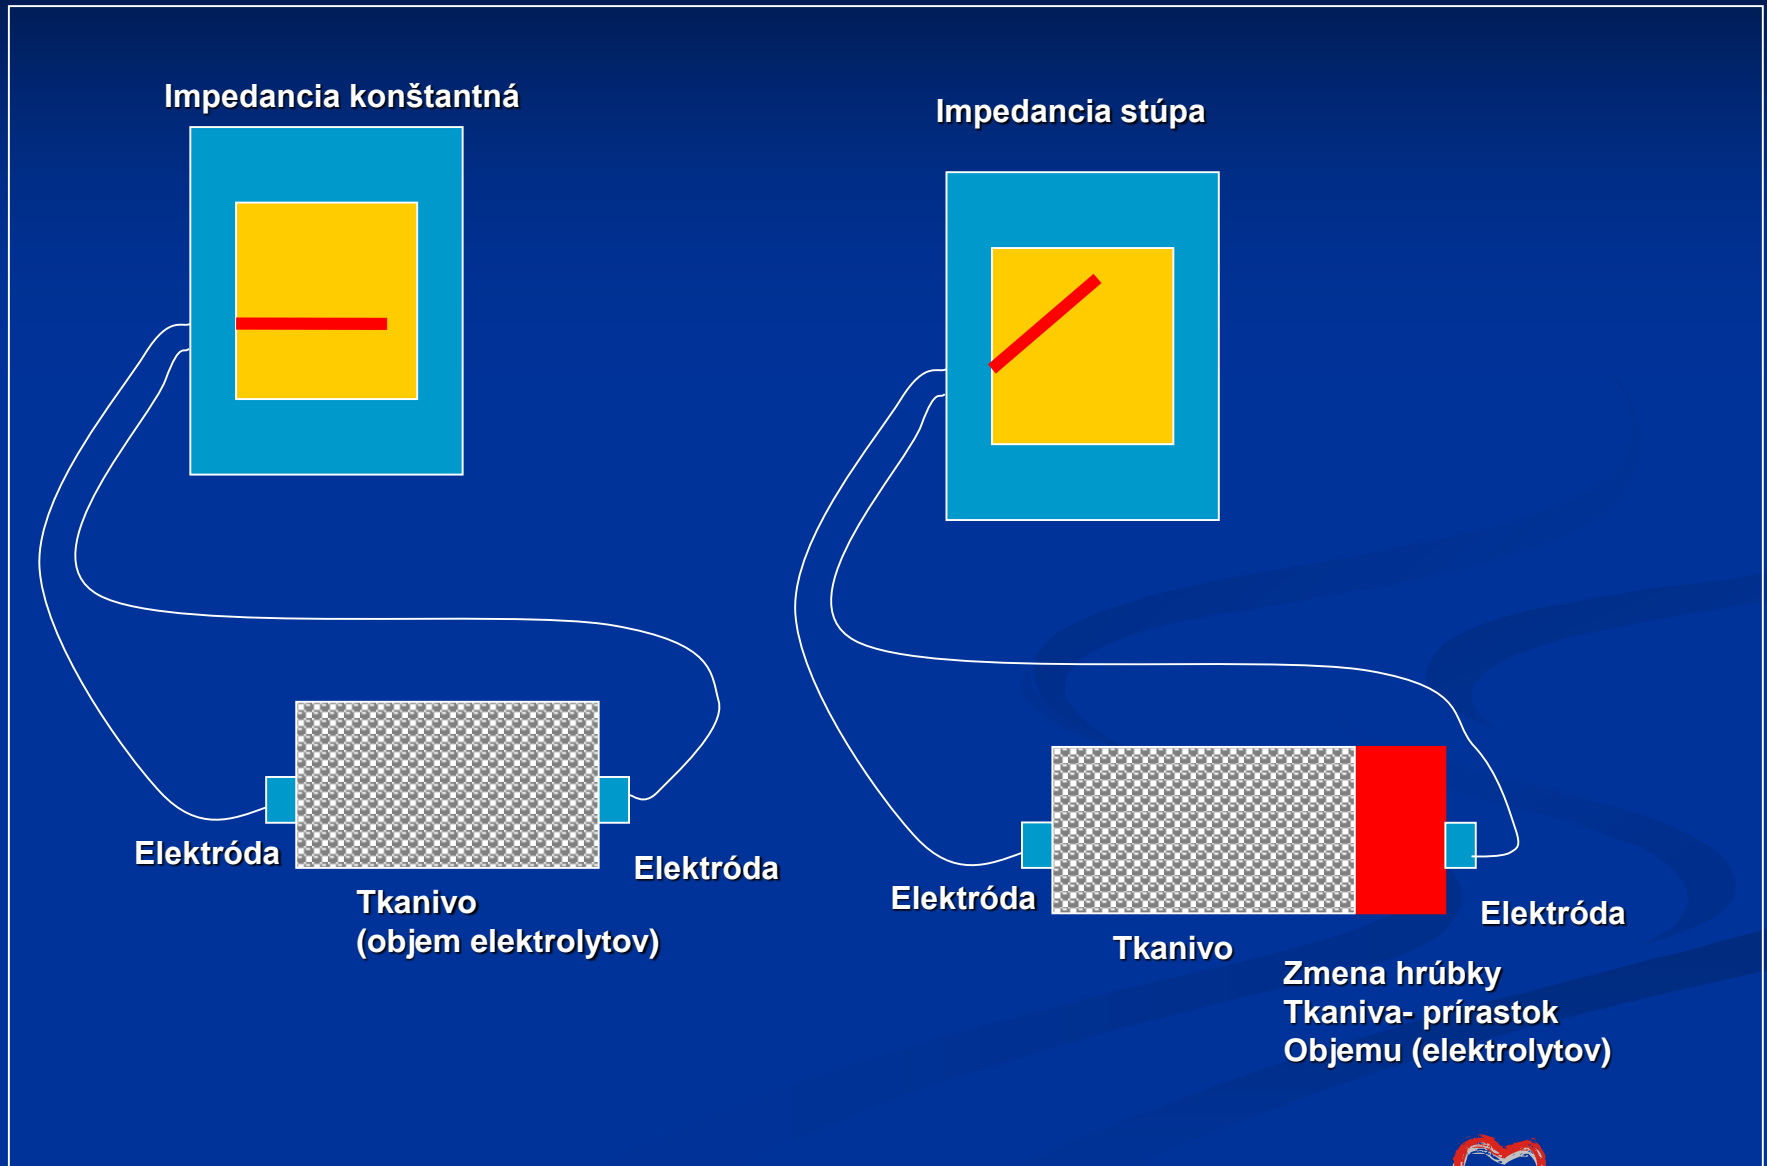 Impedancia konštantná
Impedancia stúpa
Elektróda
Elektróda
Tkanivo
(objem elektrolytov)
Elektróda
Elektróda
Tkanivo
Zmena hrúbky
Tkaniva- prírastok
Objemu (elektrolytov)